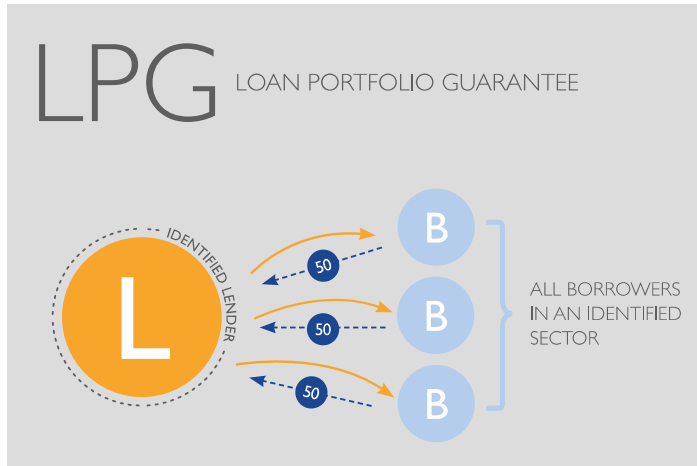 LPG LOAN PORTFOLIO GUARANTEE
IDENTIFIED LENDER
L
B
50
B
50
B
50
ALL BORROWERS
IN AN IDENTIFIED
SECTOR